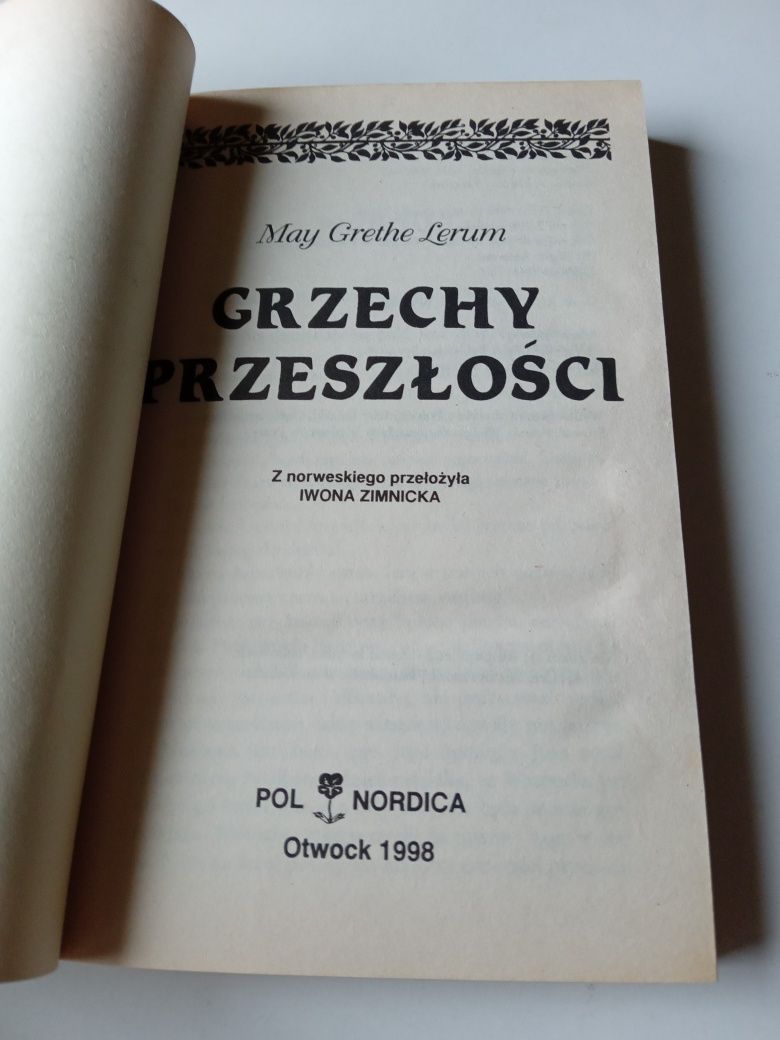 May Grethe Lerum
GRZECHY
PRZESZŁOŚCI
Z norweskiego przełożyła
IWONA ZIMNICKA
POL NORDICA
Otwock 1998